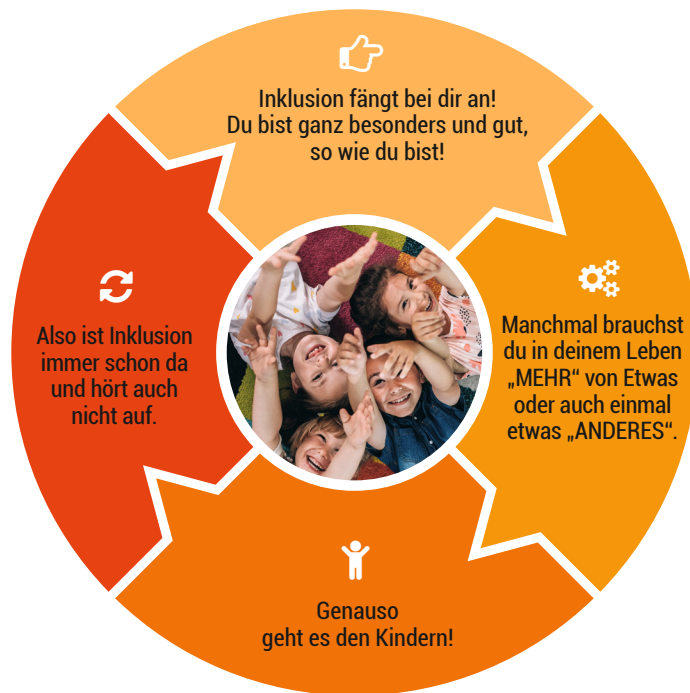 Inklusion fängt bei dir an!
Du bist ganz besonders und gut,
so wie du bist!
Manchmal brauchst
du in deinem Leben
„MEHR“ von Etwas
oder auch einmal
etwas „ANDERES“.
Genauso
geht es den Kindern!
Also ist Inklusion
immer schon da
und hört auch
nicht auf.